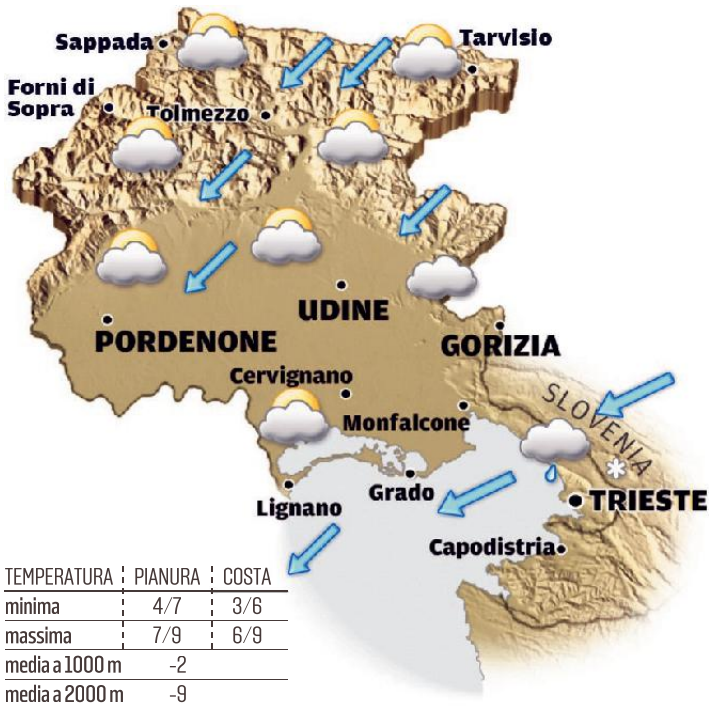 Sappada
Tarvisio
Forni di
Sopra
Tolmezzo
UDINE
PORDENONE
GORIZIA
Cervignano
Monfalcone
SLOVENIA
Lignano
Grado
TRIESTE
Capodistria
TEMPERATURA PIANURA COSTA
minima 4/7 3/6
massima 7/9 6/9
media a 1000 m -2
media a 2000 m -9